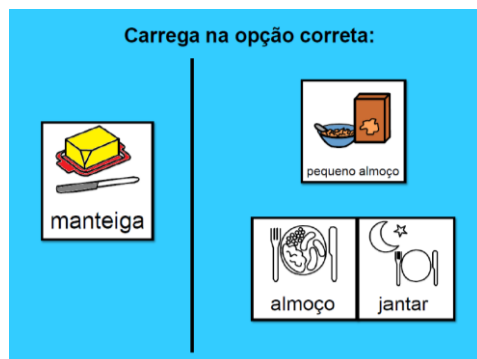 Carrega na opção correta:
manteiga
pequeno almoço
almoço
jantar